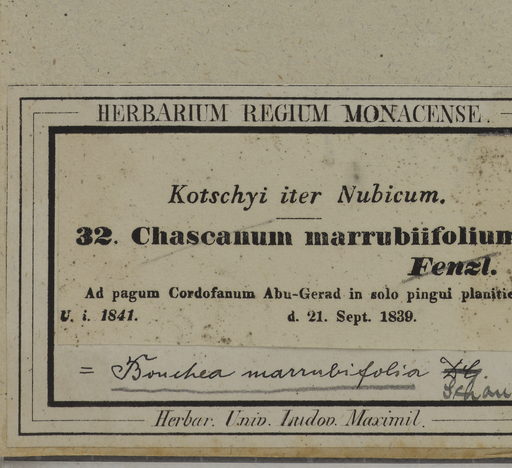 HERBARIUM REGIUM MONACENSE.
Kotschyi iter Nubicum.
32. Chascanum marrubiifolium
Fenzl.
Ad pagum Cordofanum Abu-Gerad in solo pingui planitie
U. i. 1841. d. 21. Sept. 1839.
= Bouchea marrubifolia
Schau
Herbar. Univ. Ludov. Maximil.